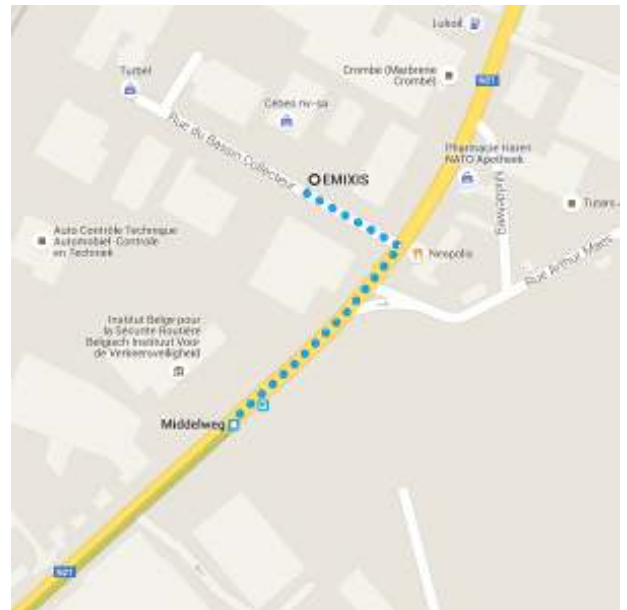 Lukoil
Crombé (Marbrerie
Crombé)
N21
Turbel
Cebeo nv-sa
Rue du Bassin Collecteur
EMIXIS
Pharmacie Haren
NATO Apotheek
Middelweg
Auto Contrôle Technique
Automobiel-Controle
en Techniek
Neopolis
Rue Arthur Maes
Institut Belge pour
la Sécurité Routière
Belgisch Instituut Voor
de Verkeersveiligheid
Middelweg
N21